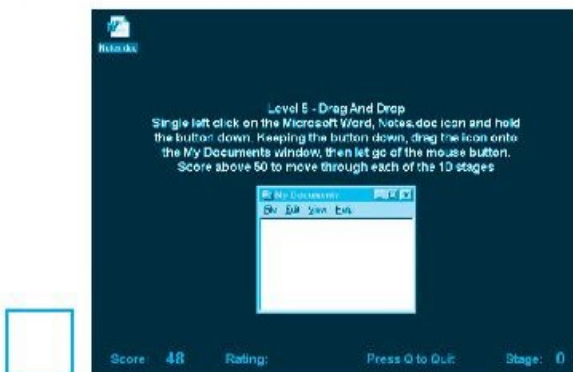 Notes.doc
Level 5 - Drag And Drop
Single left click on the Microsoft Word, Notes.doc icon and hold
the button down. Keeping the button down, drag the icon onto
the My Documents window, then let go of the mouse button.
Score above 50 to move through each of the 10 stages
My Documents
File Edit View Help
Score: 48 Rating: Press Q to Quit Stage: 0